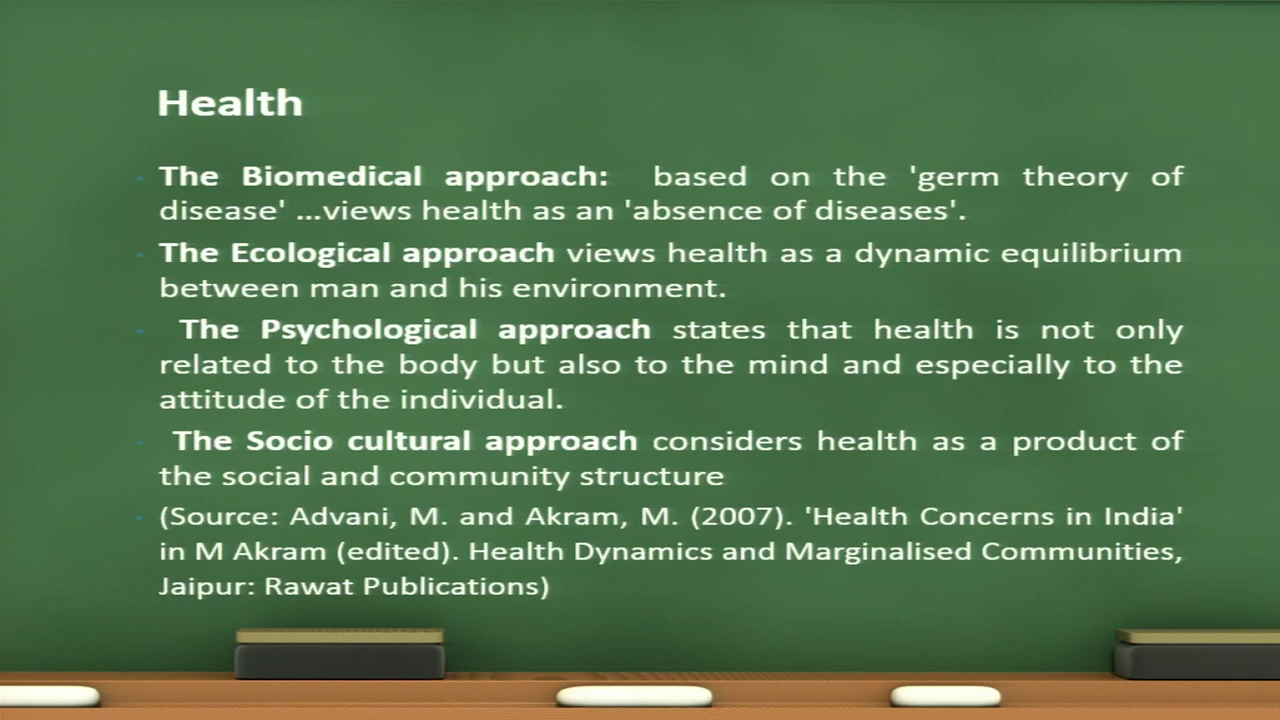 Health
The Biomedical approach: based on the 'germ theory of
disease' ...views health as an 'absence of diseases'.
The Ecological approach views health as a dynamic equilibrium
between man and his environment.
The Psychological approach states that health is not only
related to the body but also to the mind and especially to the
attitude of the individual.
The Socio cultural approach considers health as a product of
the social and community structure
(Source: Advani, M. and Akram, M. (2007). 'Health Concerns in India'
in M Akram (edited). Health Dynamics and Marginalised Communities,
Jaipur: Rawat Publications)